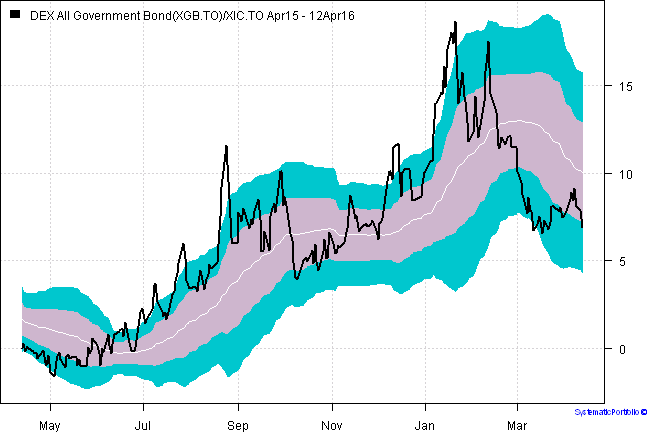 DEX All Government Bond(XGB.TO)/XIC.TO Apr15 - 12Apr16
15
10
5
0
May Jul Sep Nov Jan Mar
SystematicPortfolio ©